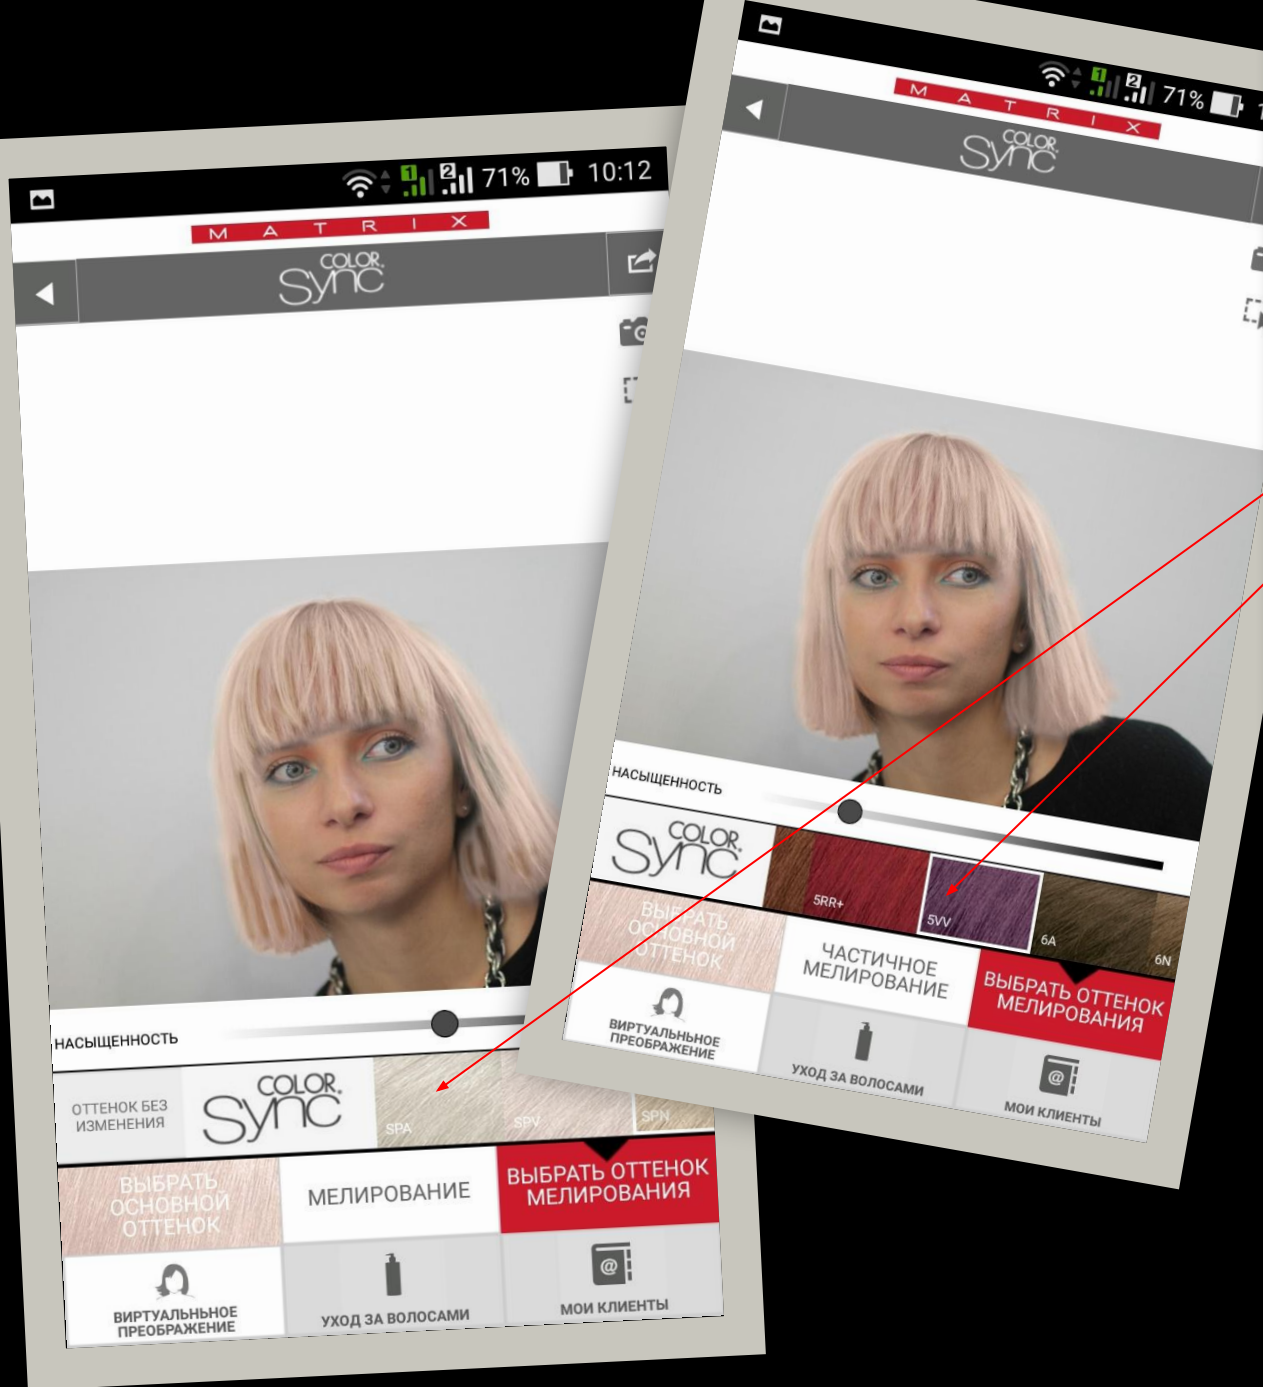 71%
10:12
MATRIX
COLOR.
Sync
НАСЫЩЕННОСТЬ
ОТТЕНОК БЕЗ
ИЗМЕНЕНИЯ
COLOR.
Sync
SPA
SPV
SPN
ВЫБРАТЬ
ОСНОВНОЙ
ОТТЕНОК
МЕЛИРОВАНИЕ
ВЫБРАТЬ ОТТЕНОК
МЕЛИРОВАНИЯ
ВИРТУАЛЬНЬНОЕ
ПРЕОБРАЖЕНИЕ
УХОД ЗА ВОЛОСАМИ
МОИ КЛИЕНТЫ
71%
MATRIX
COLOR.
Sync
НАСЫЩЕННОСТЬ
COLOR.
Sync
5RR+
5VV
6A
6N
ВЫБРАТЬ
ОСНОВНОЙ
ОТТЕНОК
ЧАСТИЧНОЕ
МЕЛИРОВАНИЕ
ВЫБРАТЬ ОТТЕНОК
МЕЛИРОВАНИЯ
ВИРТУАЛЬНЬНОЕ
ПРЕОБРАЖЕНИЕ
УХОД ЗА ВОЛОСАМИ
МОИ КЛИЕНТЫ